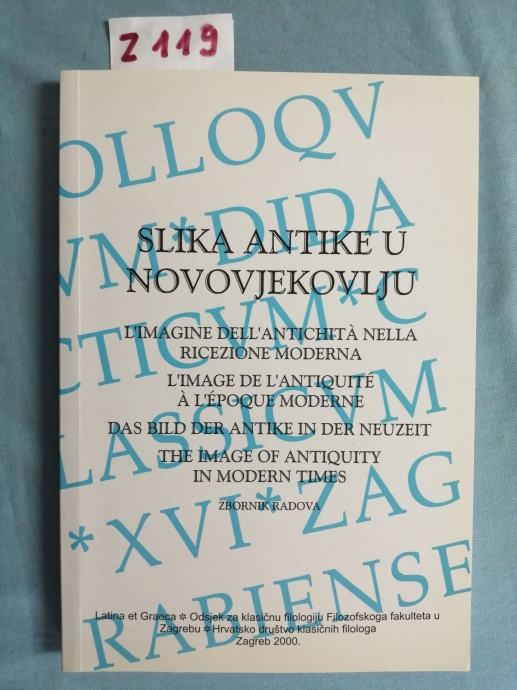 Z 119
OLLOQV
VM*DIDA
CTICVM*C
LASSICVM
*XVI*ZAG
RABIENSE
SLIKA ANTIKE U
NOVOVJEKOVLJU
L'IMAGINE DELL'ANTICHITÀ NELLA
RICEZIONE MODERNA
L'IMAGE DE L'ANTIQUITÉ
À L'ÉPOQUE MODERNE
DAS BILD DER ANTIKE IN DER NEUZEIT
THE IMAGE OF ANTIQUITY
IN MODERN TIMES
ZBORNIK RADOVA
Latina et Graeca * Odsjek za klasičnu filologiju Filozofskoga fakulteta u
Zagrebu * Hrvatsko društvo klasičnih filologa
Zagreb 2000.